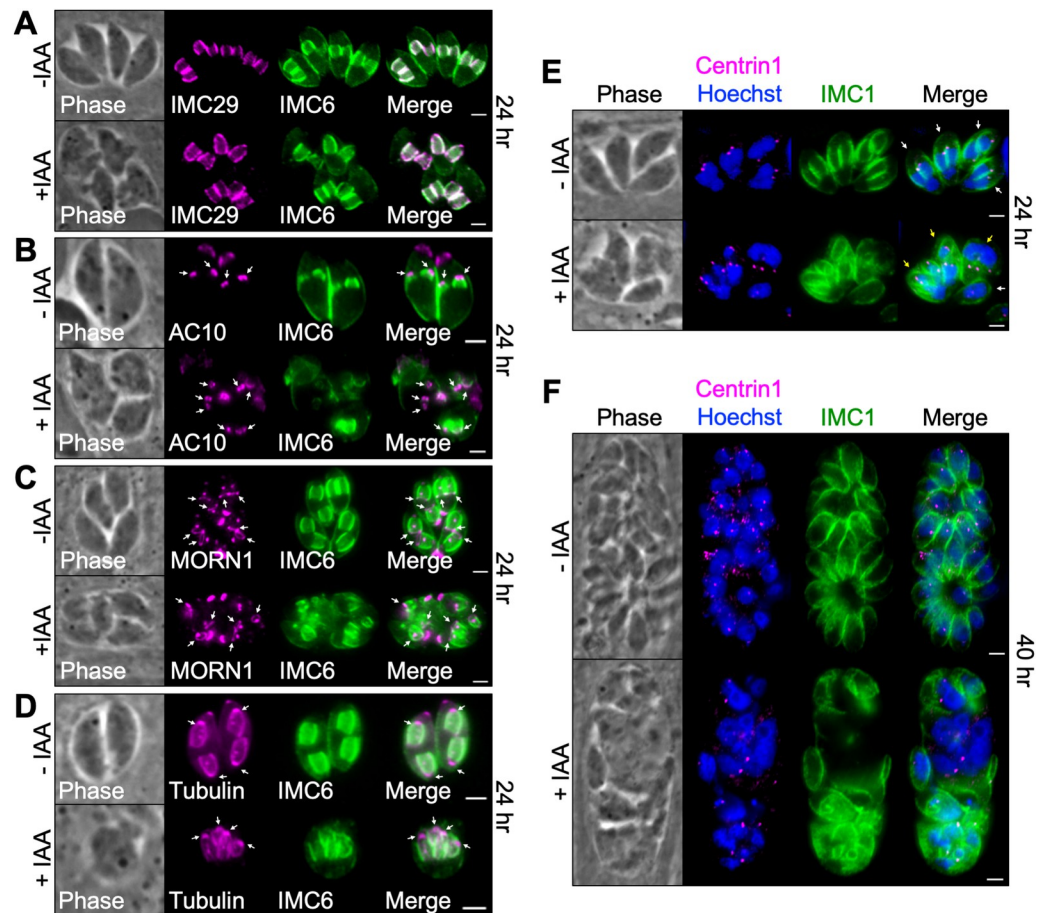 A
-IAA
Phase
IMC29
IMC6
Merge
+IAA
Phase
IMC29
IMC6
Merge
24 hr
B
- IAA
Phase
AC10
IMC6
Merge
+ IAA
Phase
AC10
IMC6
Merge
24 hr
C
-IAA
Phase
MORN1
IMC6
Merge
+IAA
Phase
MORN1
IMC6
Merge
24 hr
D
- IAA
Phase
Tubulin
IMC6
Merge
+ IAA
Phase
Tubulin
IMC6
Merge
24 hr
E
Centrin1
Phase Hoechst IMC1 Merge
- IAA
+ IAA
24 hr
F
Centrin1
Phase Hoechst IMC1 Merge
- IAA
+ IAA
40 hr